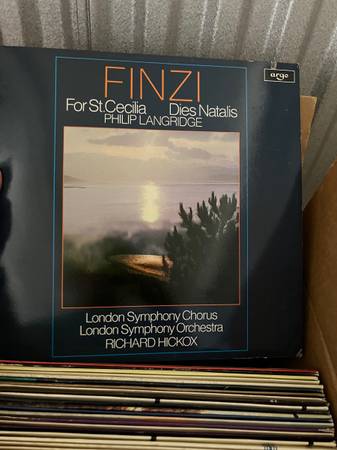 argo
FINZI
For St. Cecilia Dies Natalis
PHILIP LANGRIDGE
London Symphony Chorus
London Symphony Orchestra
RICHARD HICKOX